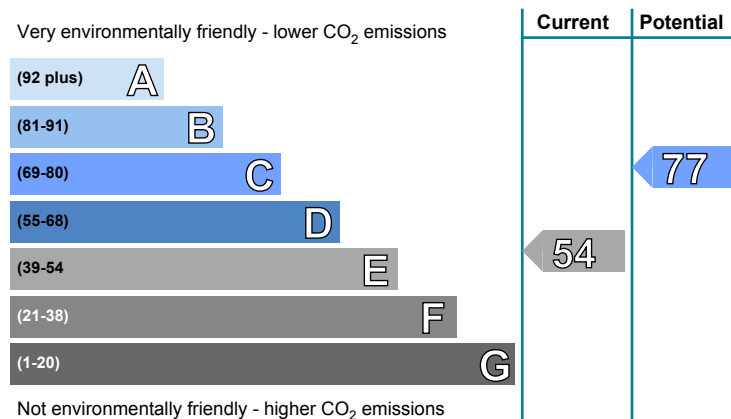 Very environmentally friendly - lower CO₂ emissions
Current
Potential
(92 plus) A
(81-91) B
(69-80) C
77
(55-68) D
(39-54 E
54
(21-38) F
(1-20) G
Not environmentally friendly - higher CO₂ emissions